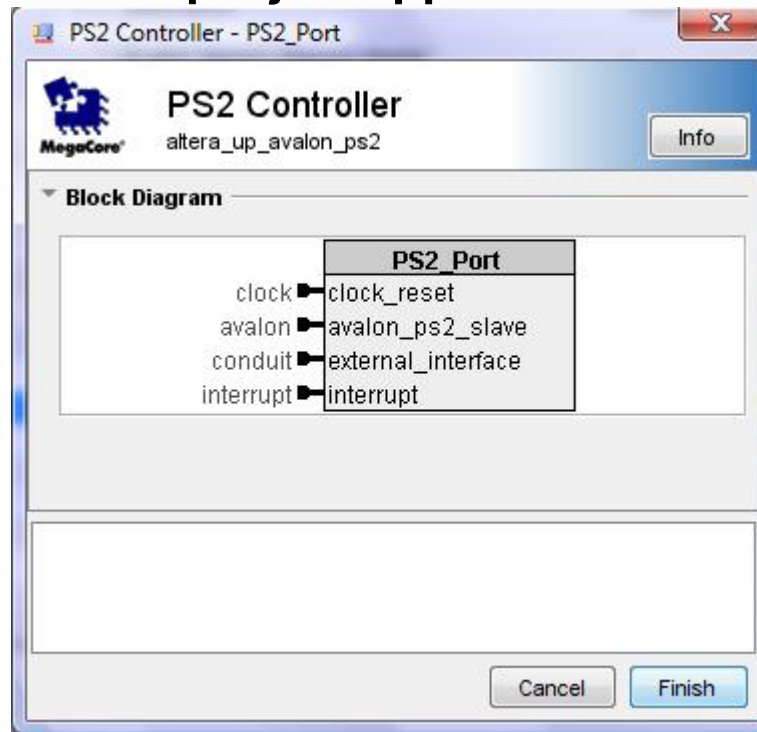 PS2 Controller - PS2_Port
PS2 Controller
altera_up_avalon_ps2
MegaCore®
Info
Block Diagram
PS2_Port
clock clock_reset
avalon avalon_ps2_slave
conduit external_interface
interrupt interrupt
Cancel Finish